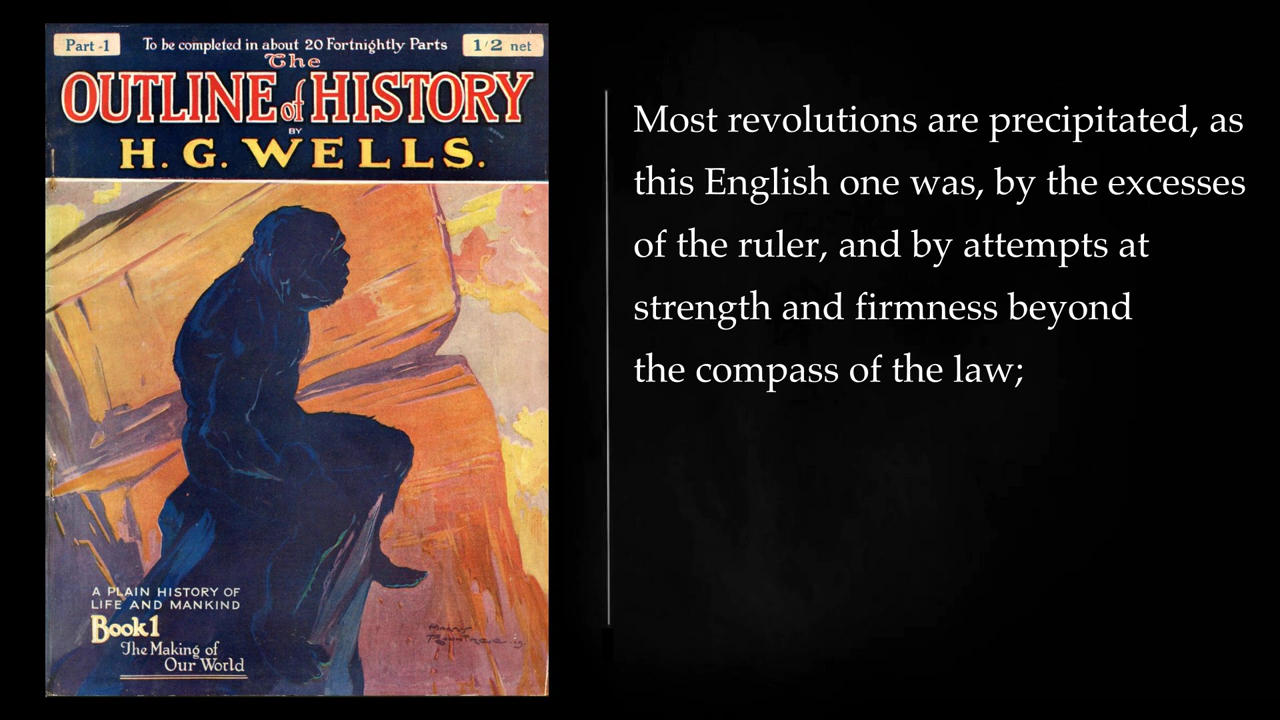 Part -1
To be completed in about 20 Fortnightly Parts
1/2 net
The
OUTLINE of HISTORY
BY
H. G. WELLS.
A PLAIN HISTORY OF
LIFE AND MANKIND
Book 1
The Making of
Our World
Most revolutions are precipitated, as
this English one was, by the excesses
of the ruler, and by attempts at
strength and firmness beyond
the compass of the law;